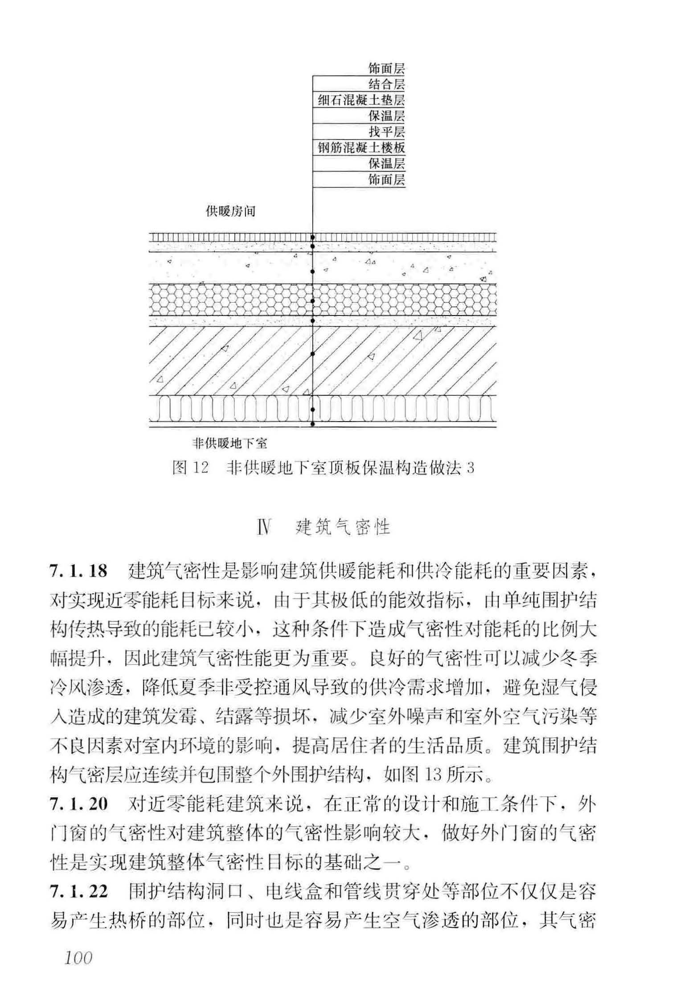 饰面层
结合层
细石混凝土垫层
保温层
找平层
钢筋混凝土楼板
保温层
饰面层
供暖房间
非供暖地下室
图 12 非供暖地下室顶板保温构造做法 3
Ⅳ 建筑气密性
7.1.18 建筑气密性是影响建筑供暖能耗和供冷能耗的重要因素，
对实现近零能耗目标来说，由于其极低的能效指标，由单纯围护结
构传热导致的能耗已较小，这种条件下造成气密性对能耗的比例大
幅提升，因此建筑气密性能更为重要。良好的气密性可以减少冬季
冷风渗透，降低夏季非受控通风导致的供冷需求增加，避免湿气侵
入造成的建筑发霉、结露等损坏，减少室外噪声和室外空气污染等
不良因素对室内环境的影响，提高居住者的生活品质。建筑围护结
构气密层应连续并包围整个外围护结构，如图 13 所示。
7.1.20 对近零能耗建筑来说，在正常的设计和施工条件下，外
门窗的气密性对建筑整体的气密性影响较大，做好外门窗的气密
性是实现建筑整体气密性目标的基础之一。
7.1.22 围护结构洞口、电线盒和管线贯穿处等部位不仅仅是容
易产生热桥的部位，同时也是容易产生空气渗透的部位，其气密
100